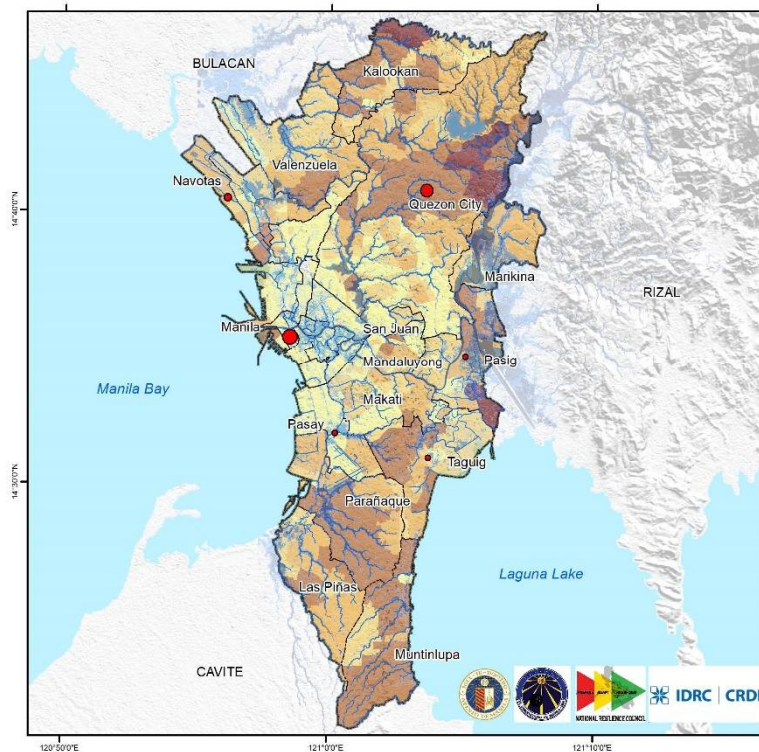 BULACAN
Kalookan
Valenzuela
Navotas
Quezon City
14°40'0"N
Marikina
RIZAL
Manila
San Juan
Mandaluyong
Pasig
Manila Bay
Makati
Pasay
Taguig
14°30'0"N
Parañaque
Laguna Lake
Las Piñas
Muntinlupa
CAVITE
NATIONAL RESILIENCE COUNCIL
IDRC | CRDI
120°50'0"E
121°0'0"E
121°10'0"E